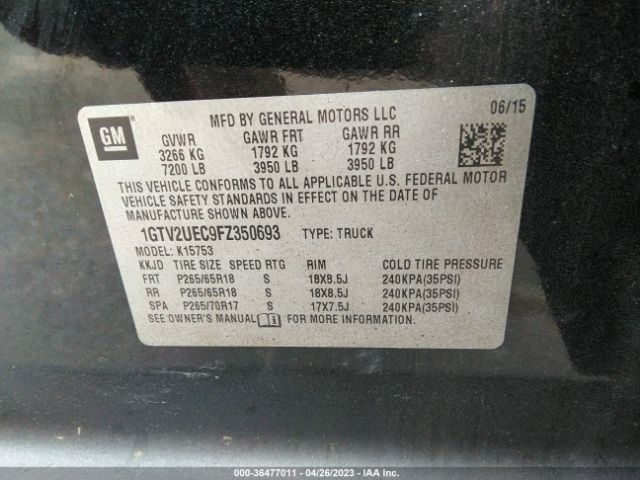 MFD BY GENERAL MOTORS LLC 06/15
GM
GVWR GAWR FRT GAWR RR
3266 KG 1792 KG 1792 KG
7200 LB 3950 LB 3950 LB
THIS VEHICLE CONFORMS TO ALL APPLICABLE U.S. FEDERAL MOTOR
VEHICLE SAFETY STANDARDS IN EFFECT ON THE DATE OF
MANUFACTURE SHOWN ABOVE.
1GTV2UEC9FZ350693 TYPE: TRUCK
MODEL: K15753
KKJD TIRE SIZE SPEED RTG RIM COLD TIRE PRESSURE
FRT P265/65R18 S 18X8.5J 240KPA(35PSI)
RR P265/65R18 S 18X8.5J 240KPA(35PSI)
SPA P265/70R17 S 17X7.5J 240KPA(35PSI)
SEE OWNER'S MANUAL FOR MORE INFORMATION.
000-36477011 - 04/26/2023 - IAA Inc.